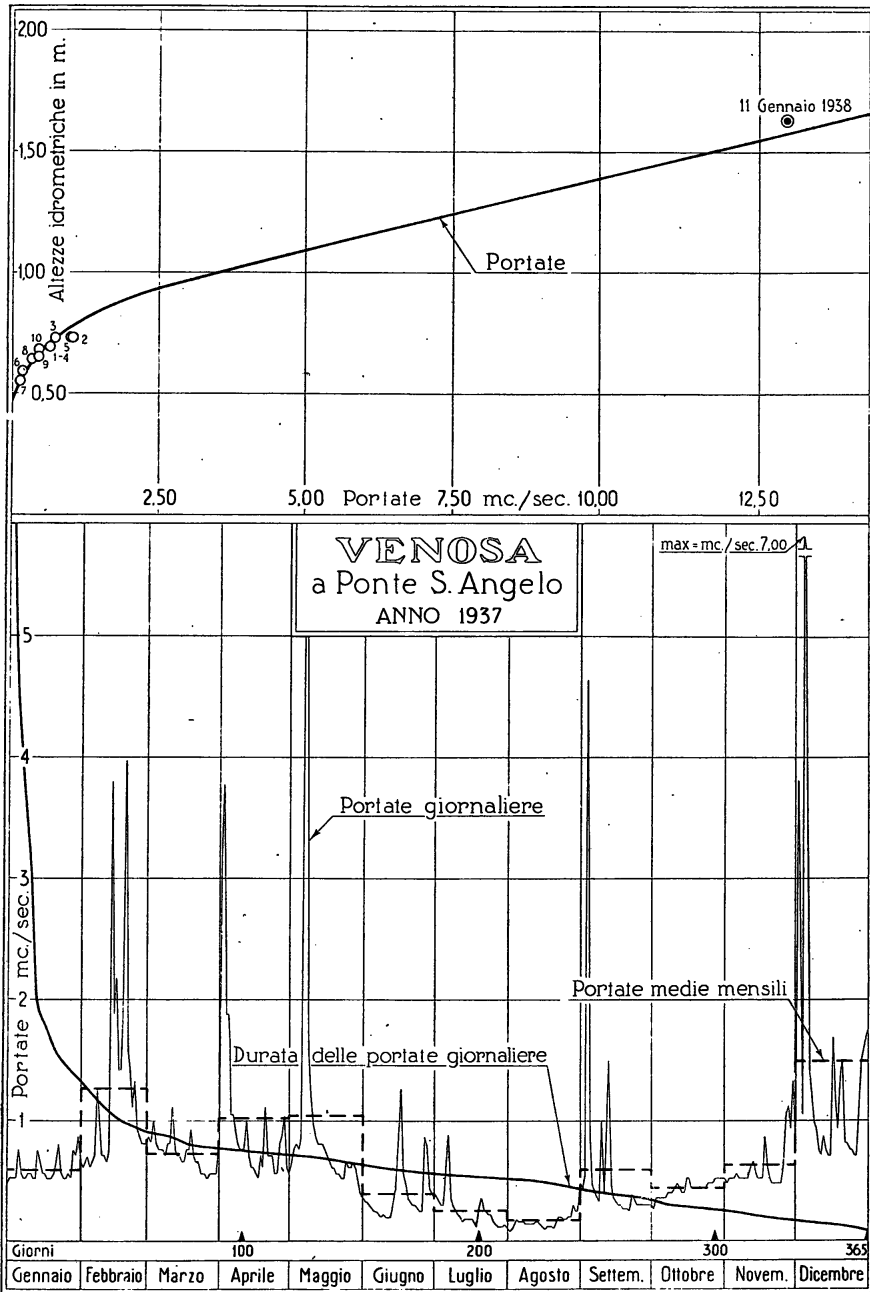 2,00
Altezze idrometriche in m.
11 Gennaio 1938
1,50
Portate
1,00
3
10
8
2
5
6
1-4
9
7
0,50
2,50
5,00
Portate
7,50
mc./sec.
10,00
12,50
VENOSA
a Ponte S. Angelo
ANNO 1937
max = mc./sec. 7,00
5
4
Portate giornaliere
3
Portate mc./sec.
2
Portate medie mensili
Durata delle portate giornaliere
1
Giorni
100
200
300
365
Gennaio
Febbraio
Marzo
Aprile
Maggio
Giugno
Luglio
Agosto
Settem.
Ottobre
Novem.
Dicembre